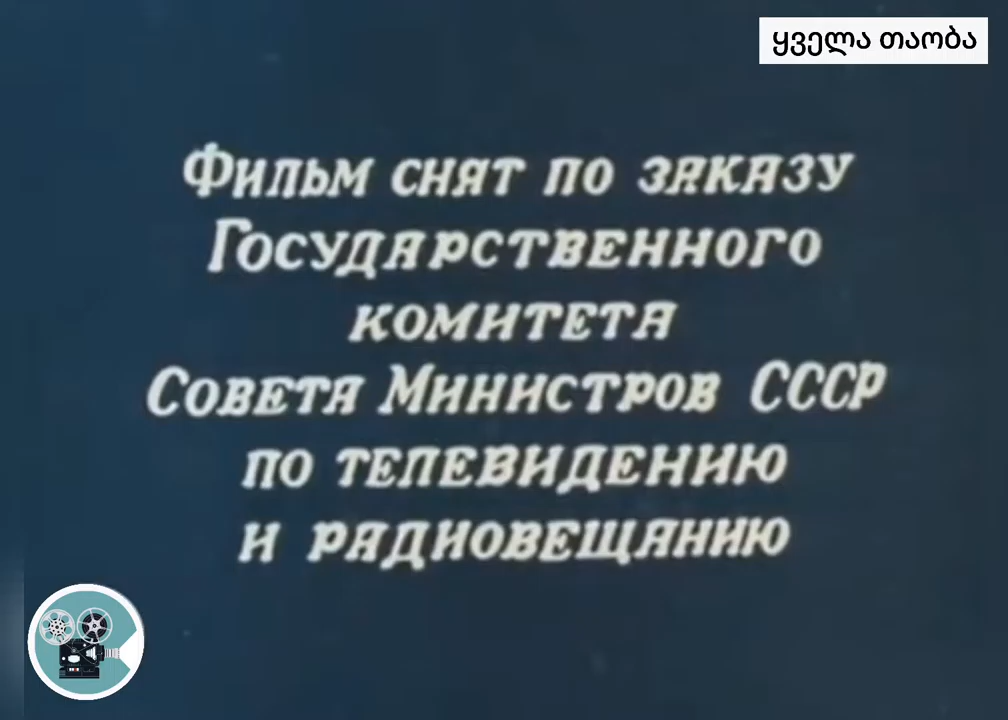 ყველა თაობა
Фильм снят по заказу
Государственного
комитета
Совета Министров СССР
по телевидению
и радиовещанию